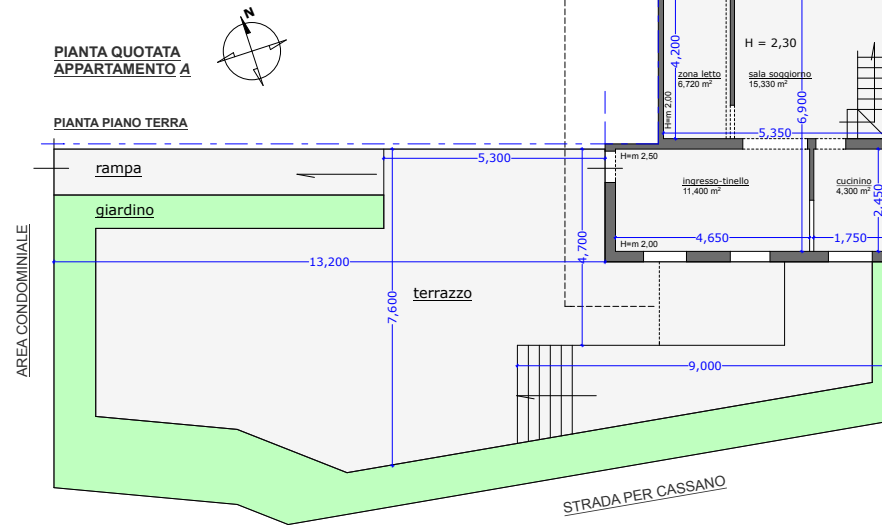 N
PIANTA QUOTATA
APPARTAMENTO A
PIANTA PIANO TERRA
4,200
H = 2,30
zona letto
6,720 m²
sala soggiorno
15,330 m²
H=m 2,00
6,900
5,350
rampa
5,300
H=m 2,50
giardino
ingresso-tinello
11,400 m²
cucinino
4,300 m²
2,450
4,700
H=m 2,00
4,650
1,750
13,200
terrazzo
7,600
AREA CONDOMINIALE
9,000
STRADA PER CASSANO